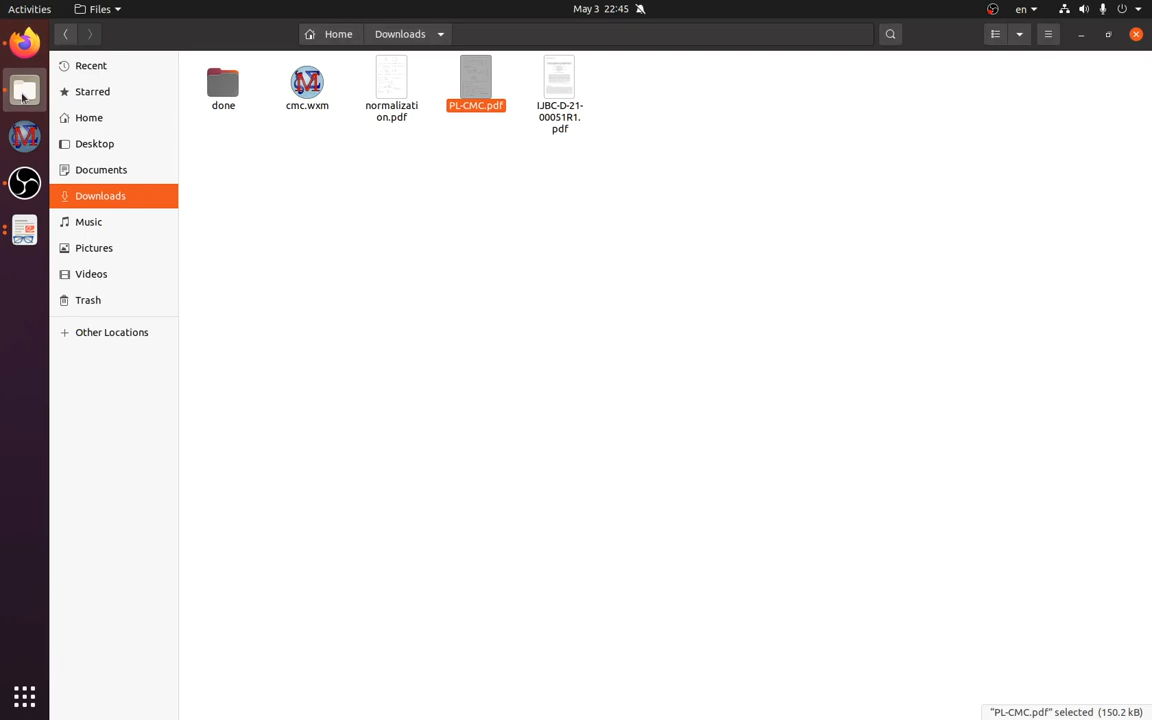 Activities
Files
May 3 22:45
en
Home
Downloads
Recent
Starred
Home
Desktop
Documents
Downloads
Music
Pictures
Videos
Trash
Other Locations
done
cmc.wxm
normalizati
on.pdf
PL-CMC.pdf
IJBC-D-21-
00051R1.
pdf
"PL-CMC.pdf" selected (150.2 kB)